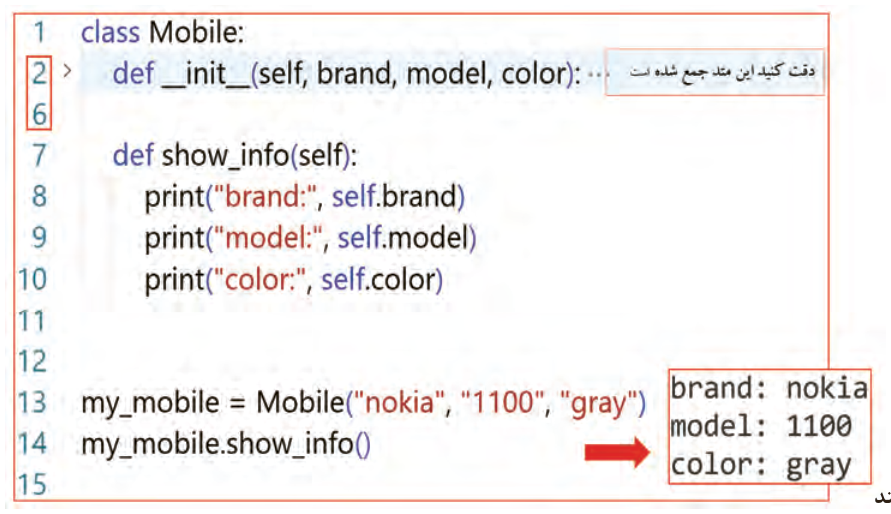 1 class Mobile:
2 > def __init__(self, brand, model, color): ... دقت کنید این متد جمع شده است
6
7 def show_info(self):
8 print("brand:", self.brand)
9 print("model:", self.model)
10 print("color:", self.color)
11
12
13 my_mobile = Mobile("nokia", "1100", "gray")
14 my_mobile.show_info()
15
brand: nokia
model: 1100
color: gray